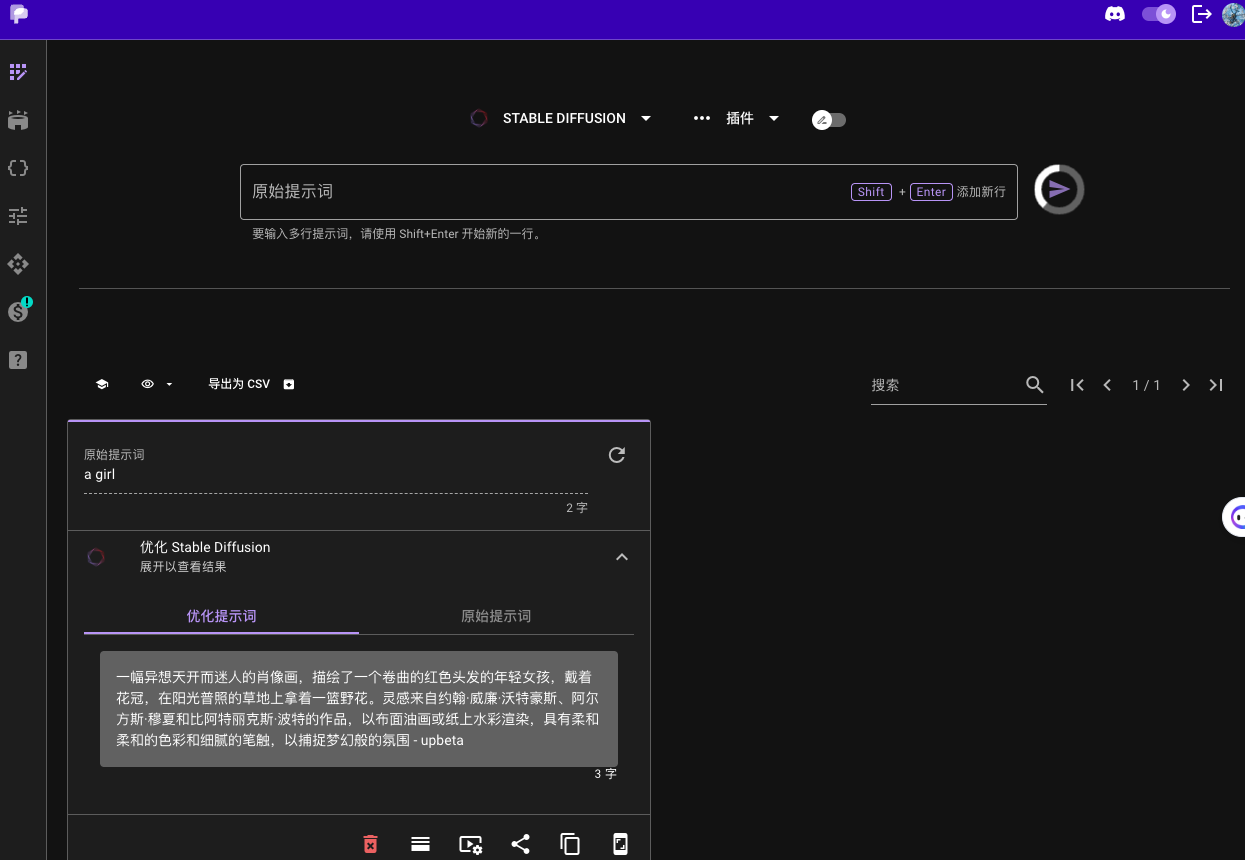 STABLE DIFFUSION
插件
原始提示词
Shift + Enter 添加新行
要输入多行提示词，请使用 Shift+Enter 开始新的一行。
导出为 CSV
搜索
1 / 1
原始提示词
a girl
2 字
优化 Stable Diffusion
展开以查看结果
优化提示词
原始提示词
一幅异想天开而迷人的肖像画，描绘了一个卷曲的红色头发的年轻女孩，戴着
花冠，在阳光普照的草地上拿着一篮野花。灵感来自约翰·威廉·沃特豪斯、阿尔
方斯·穆夏和比阿特丽克斯·波特的作品，以布面油画或纸上水彩渲染，具有柔和
柔和的色彩和细腻的笔触，以捕捉梦幻般的氛围 - upbeta
3 字